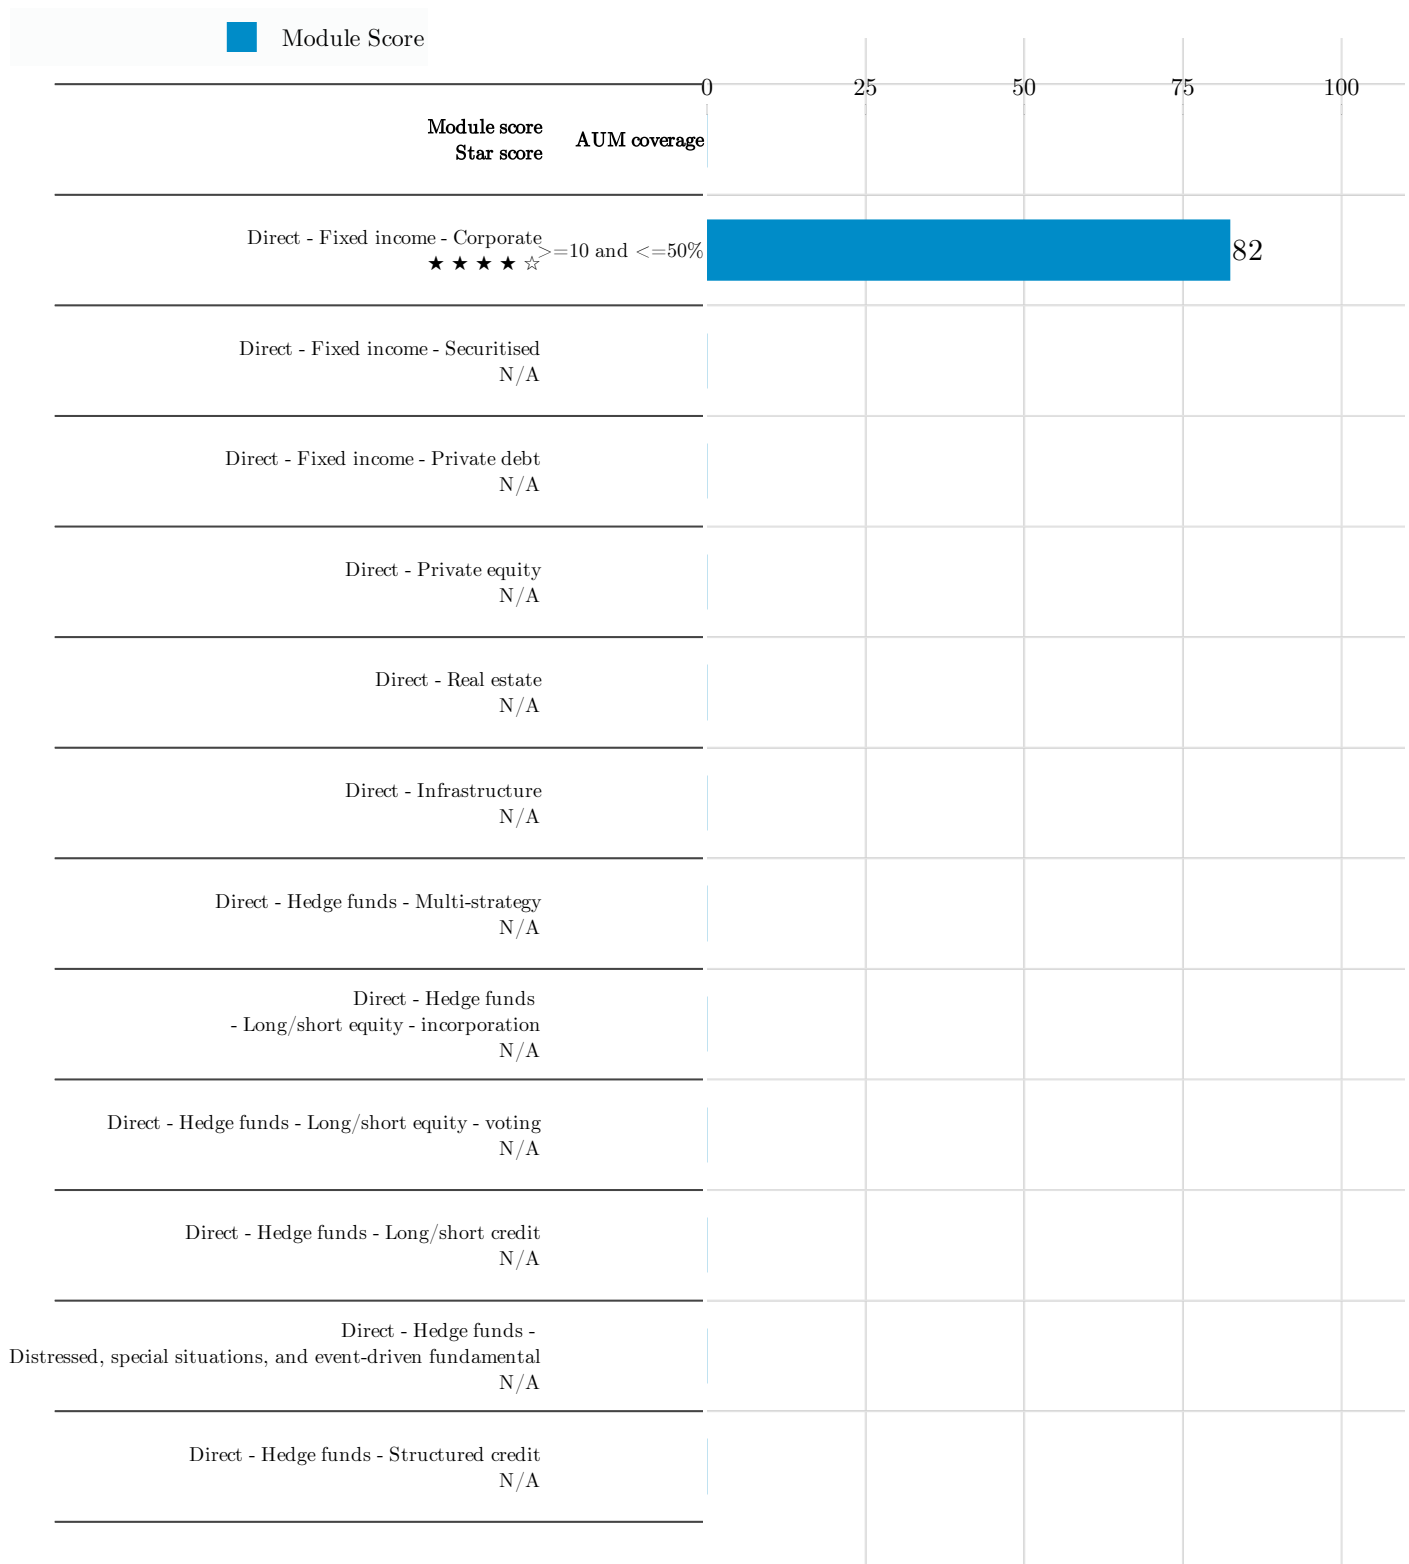 Module Score
0 25 50 75 100
Module score
Star score
AUM coverage
Direct - Fixed income - Corporate
★ ★ ★ ★ ☆
>=10 and <=50%
82
Direct - Fixed income - Securitised
N/A
Direct - Fixed income - Private debt
N/A
Direct - Private equity
N/A
Direct - Real estate
N/A
Direct - Infrastructure
N/A
Direct - Hedge funds - Multi-strategy
N/A
Direct - Hedge funds
- Long/short equity - incorporation
N/A
Direct - Hedge funds - Long/short equity - voting
N/A
Direct - Hedge funds - Long/short credit
N/A
Direct - Hedge funds -
Distressed, special situations, and event-driven fundamental
N/A
Direct - Hedge funds - Structured credit
N/A